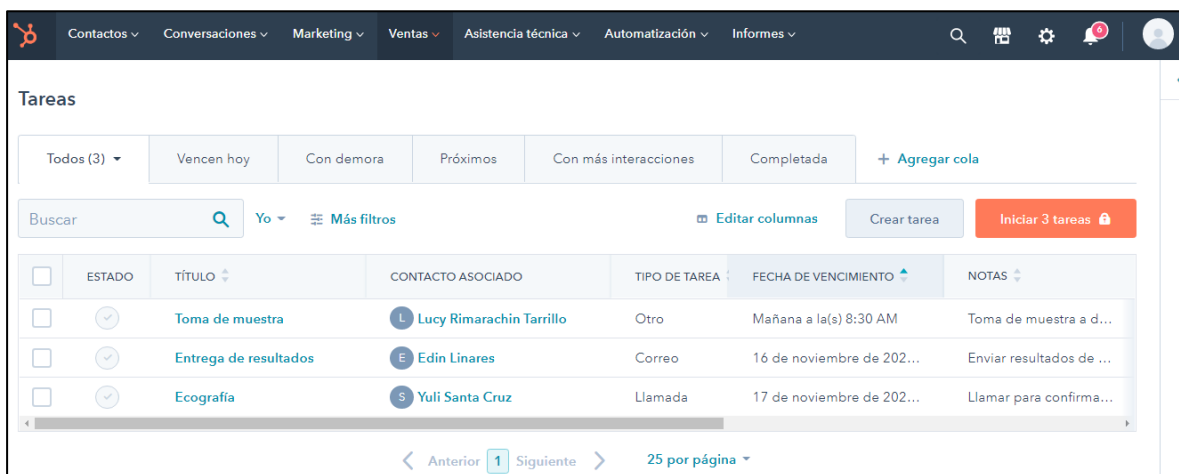 Contactos Conversaciones Marketing Ventas Asistencia técnica Automatización Informes 6
Tareas
Todos (3) Vencen hoy Con demora Próximos Con más interacciones Completada + Agregar cola
Buscar Yo Más filtros Editar columnas Crear tarea Iniciar 3 tareas
ESTADO TÍTULO CONTACTO ASOCIADO TIPO DE TAREA FECHA DE VENCIMIENTO NOTAS
Toma de muestra L Lucy Rimarachin Tarrillo Otro Mañana a la(s) 8:30 AM Toma de muestra a d...
Entrega de resultados E Edin Linares Correo 16 de noviembre de 202... Enviar resultados de ...
Ecografía S Yuli Santa Cruz Llamada 17 de noviembre de 202... Llamar para confirma...
Anterior 1 Siguiente 25 por página